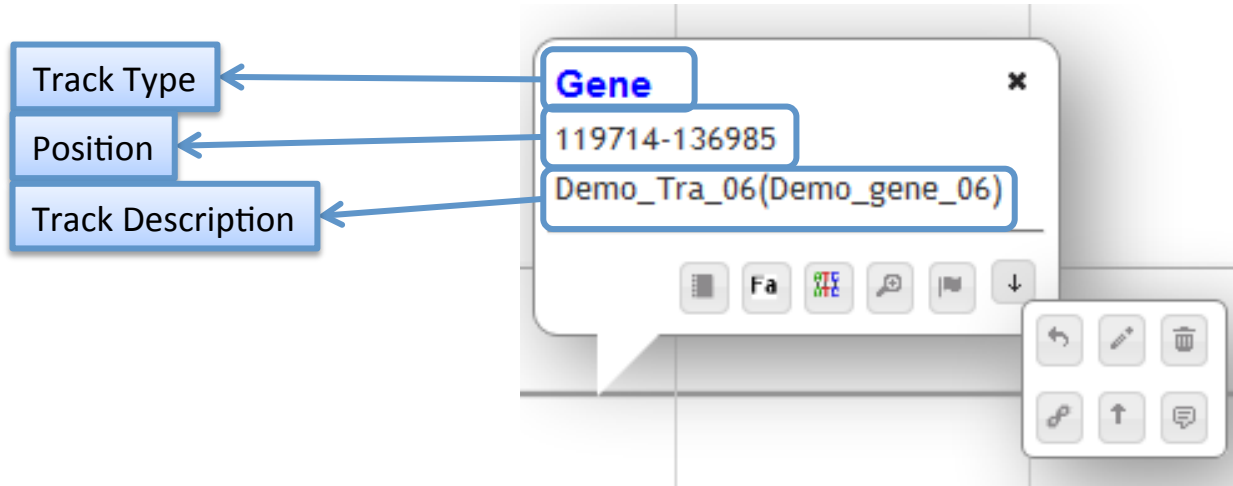 Track Type
Position
Track Description
Gene
119714-136985
Demo_Tra_06(Demo_gene_06)
Fa